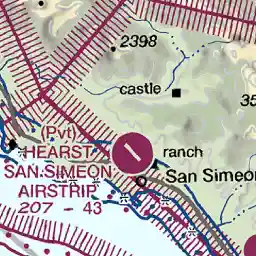 2398
castle
35
(Pvt)
HEARST
SAN SIMEON
AIRSTRIP
207 - 43
ranch
San Simeon